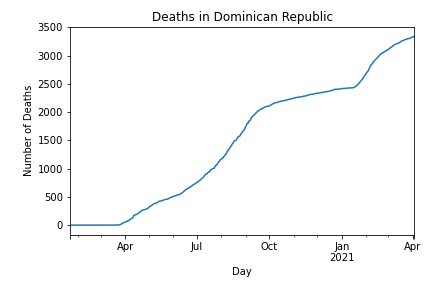 Deaths in Dominican Republic
3500
3000
2500
2000
1500
1000
500
0
Number of Deaths
Apr
Jul
Oct
Jan
2021
Apr
Day